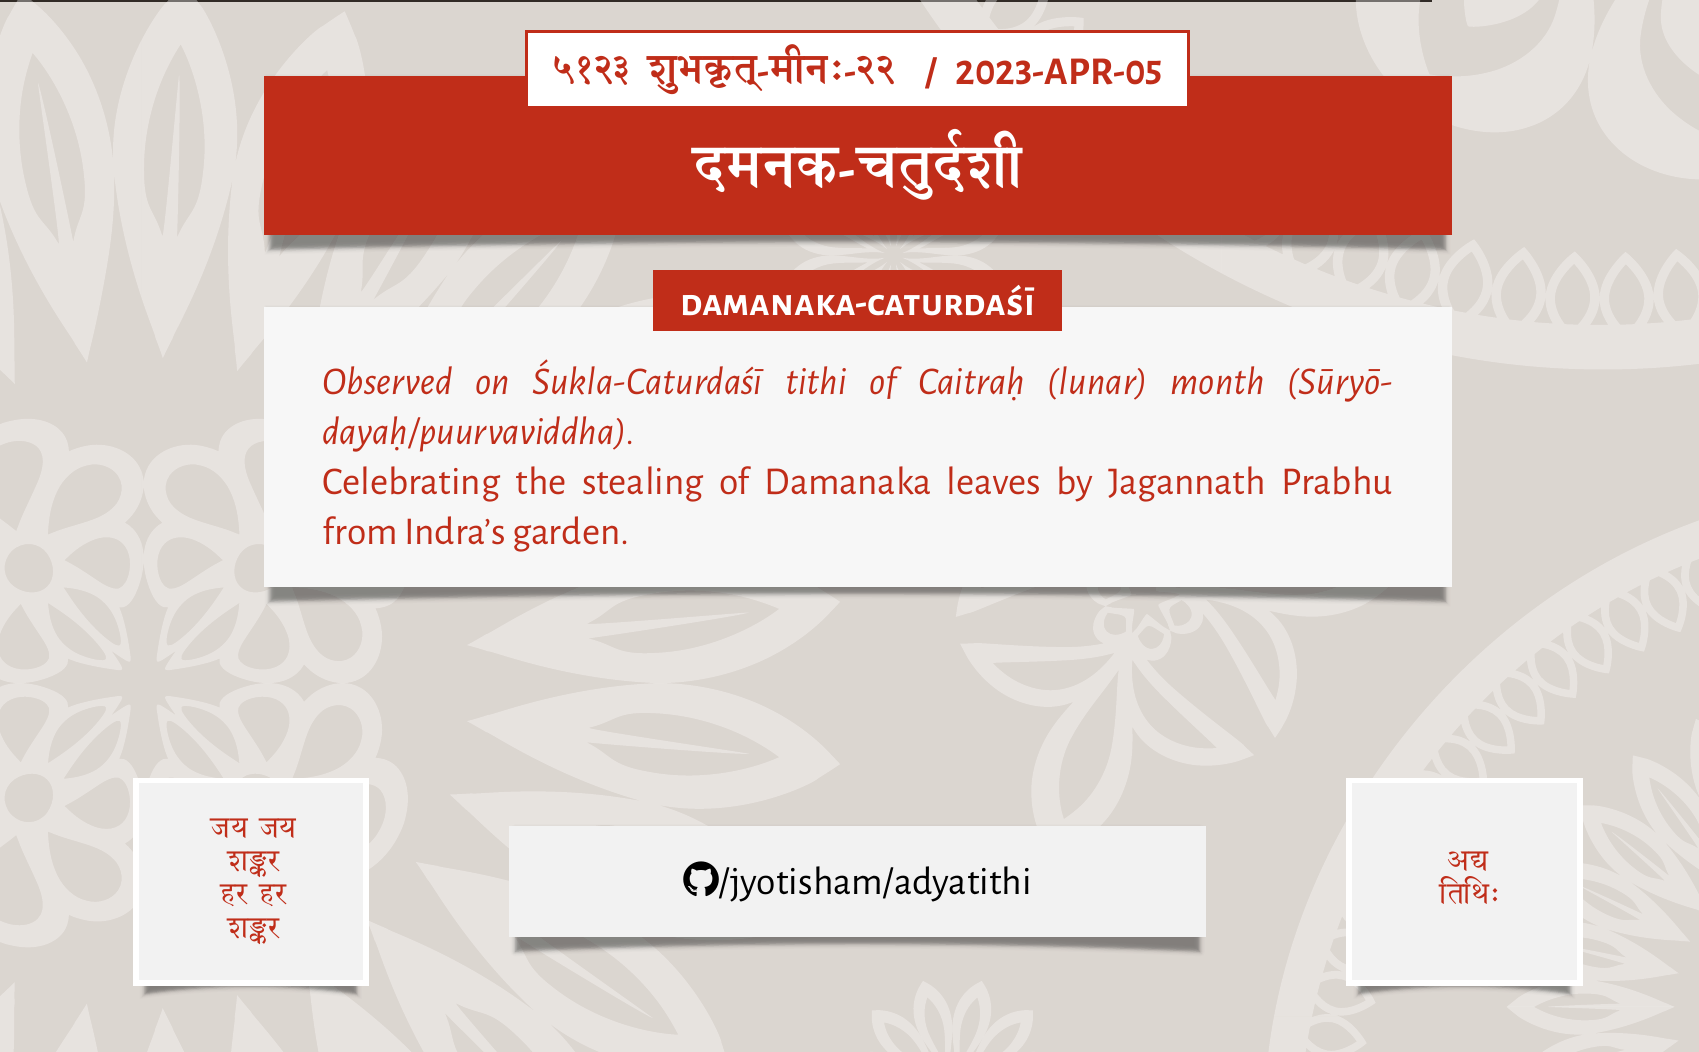 ५१२३ शुभकृत्-मीनः-२२ / 2023-APR-05
दमनक-चतुर्दशी
DAMANAKA-CATURDAŚĪ
Observed on Śukla-Caturdaśī tithi of Caitraḥ (lunar) month (Sūryō-
dayaḥ/puurvaviddha).
Celebrating the stealing of Damanaka leaves by Jagannath Prabhu
from Indra’s garden.
जय जय
शङ्कर
हर हर
शङ्कर
/jyotisham/adyatithi
अद्य
तिथिः